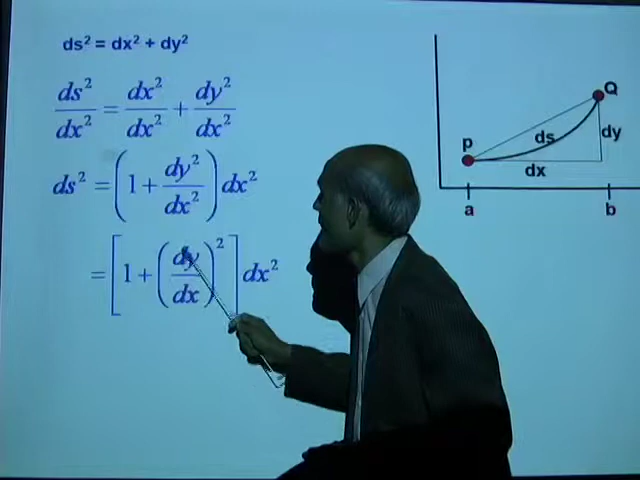 ds² = dx² + dy²
ds²/dx² = dx²/dx² + dy²/dx²
ds² = (1 + dy²/dx²) dx²
= [1 + (dy/dx)²] dx²
Q
P ds dy
dx
a b